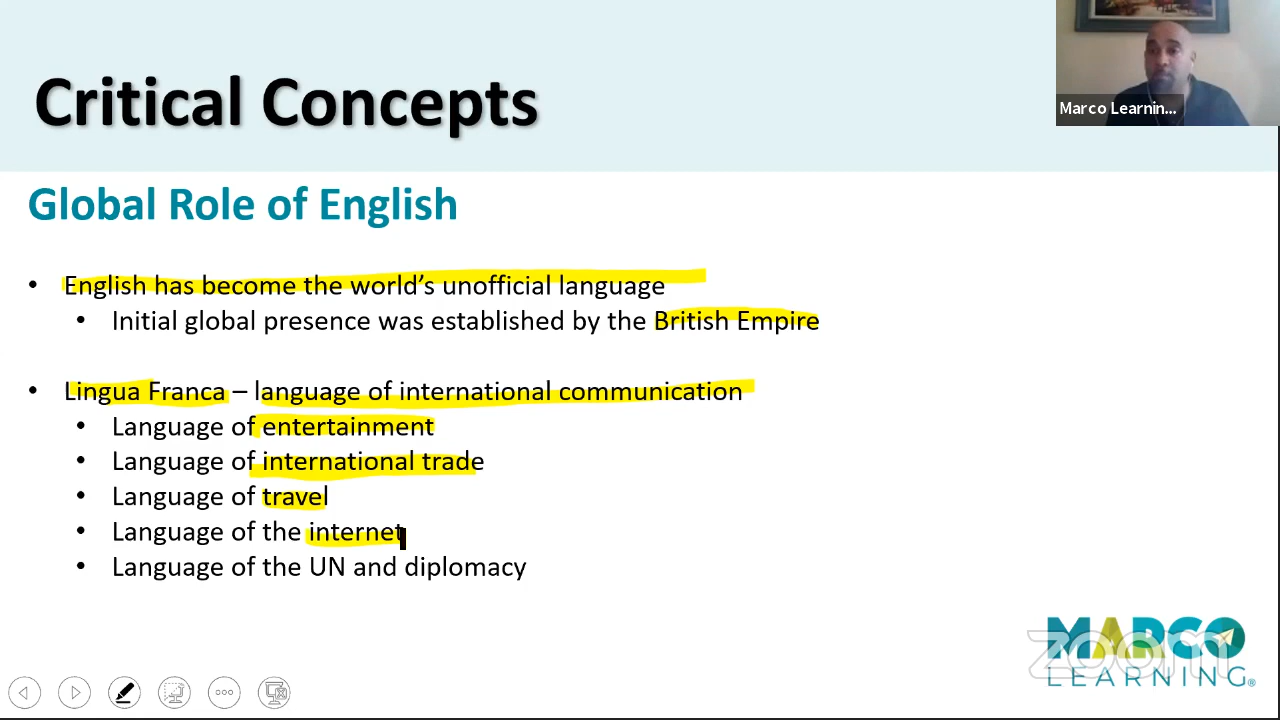 Critical Concepts
Marco Learnin...
Global Role of English
• English has become the world's unofficial language
• Initial global presence was established by the British Empire
• Lingua Franca – language of international communication
• Language of entertainment
• Language of international trade
• Language of travel
• Language of the internet
• Language of the UN and diplomacy
MARCO
zoom
LEARNING®